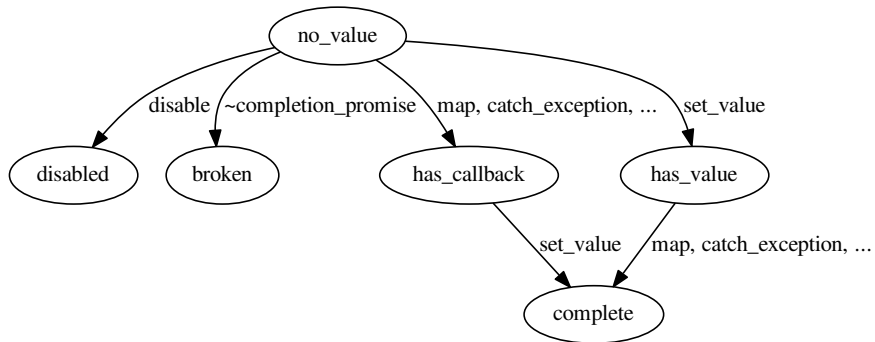 no_value
disable
~completion_promise
map, catch_exception, ...
set_value
disabled
broken
has_callback
has_value
set_value
map, catch_exception, ...
complete